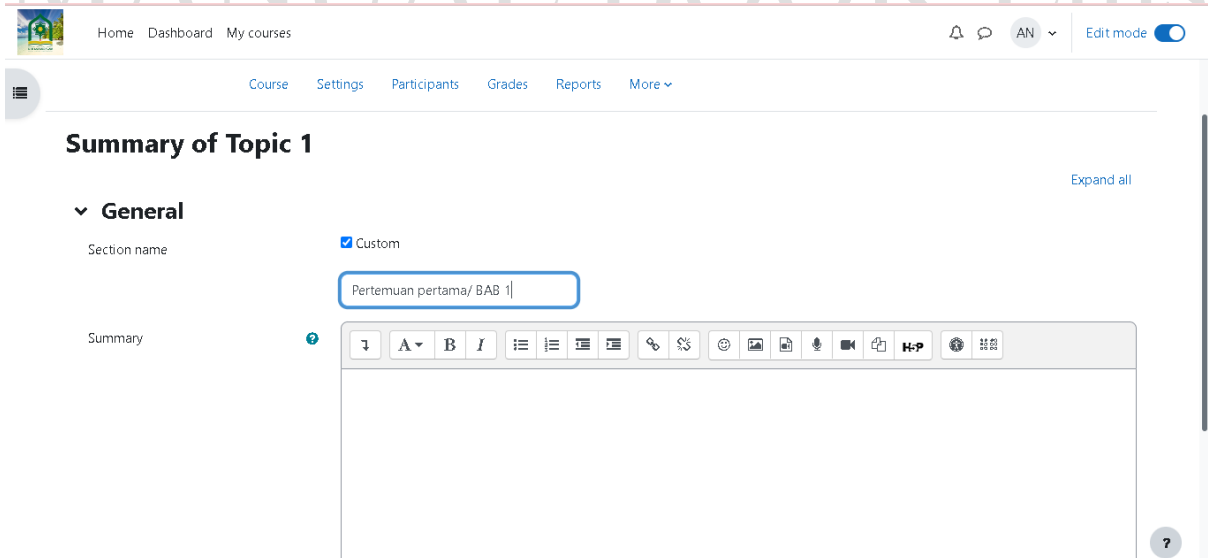 Home Dashboard My courses AN Edit mode
Course Settings Participants Grades Reports More
Summary of Topic 1
Expand all
General
Section name
Custom
Pertemuan pertama/ BAB 1
Summary
A B I H-P
?